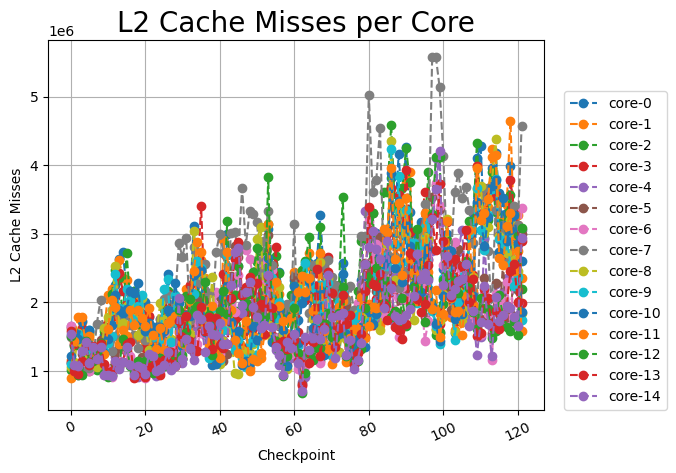 L2 Cache Misses per Core
1e6
5
4
3
2
1
L2 Cache Misses
0
20
40
60
80
100
120
Checkpoint
core-0
core-1
core-2
core-3
core-4
core-5
core-6
core-7
core-8
core-9
core-10
core-11
core-12
core-13
core-14